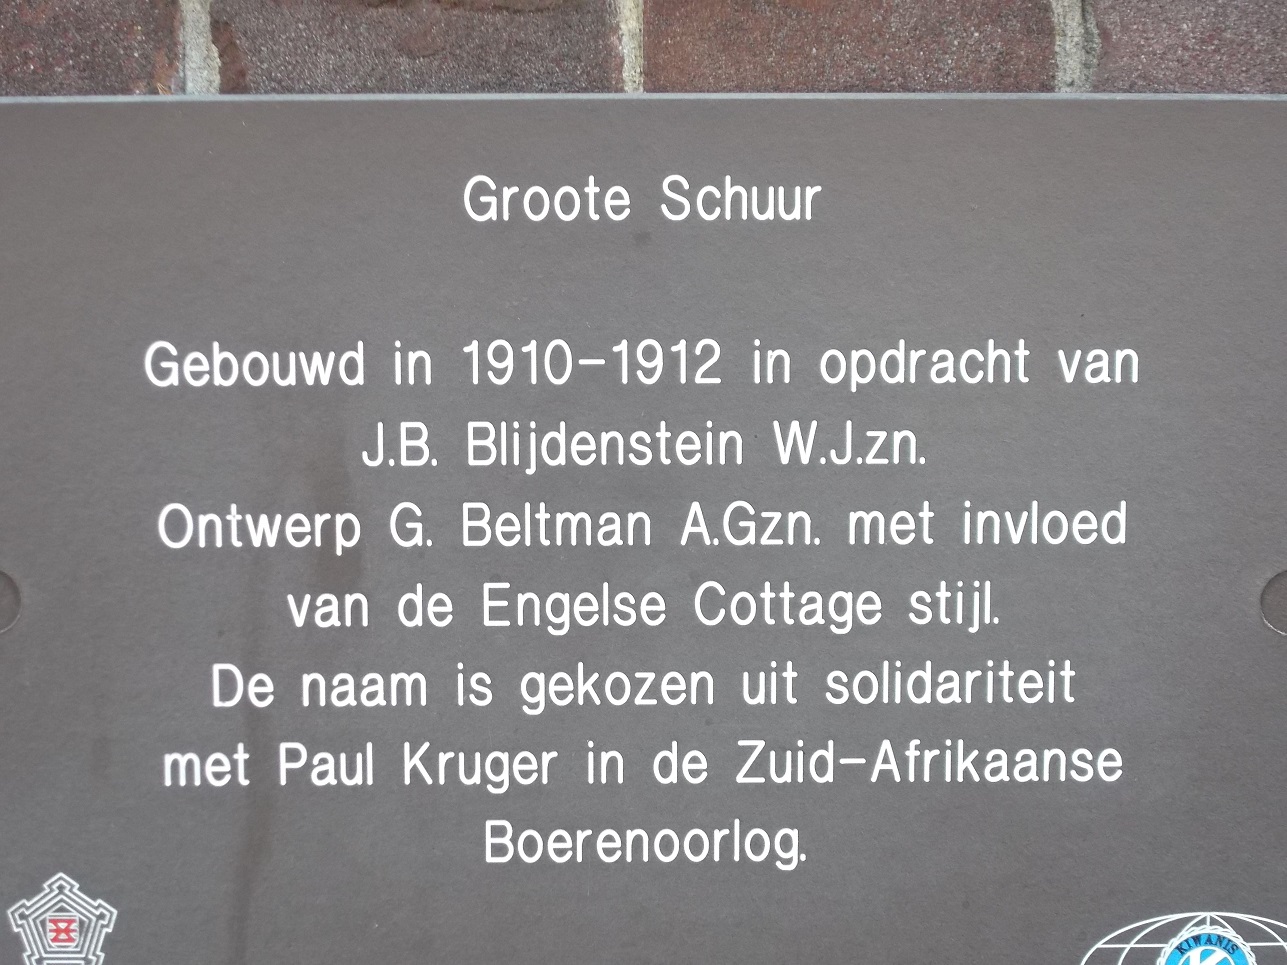 Groote Schuur
Gebouwd in 1910-1912 in opdracht van
J.B. Blijdenstein W.J.zn.
Ontwerp G. Beltman A.Gzn. met invloed
van de Engelse Cottage stijl.
De naam is gekozen uit solidariteit
met Paul Kruger in de Zuid-Afrikaanse
Boerenoorlog.
KIWANIS
K